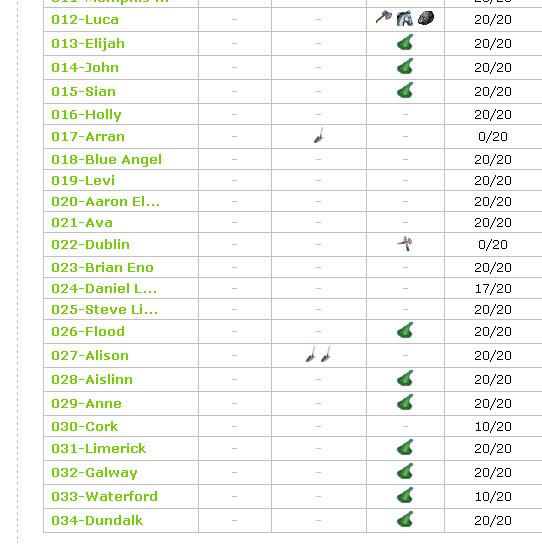 012-Luca - - 20/20
013-Elijah - - 20/20
014-John - - 20/20
015-Sian - - 20/20
016-Holly - - - 20/20
017-Arran - - 0/20
018-Blue Angel - - - 20/20
019-Levi - - - 20/20
020-Aaron El... - - - 20/20
021-Ava - - - 20/20
022-Dublin - - 0/20
023-Brian Eno - - - 20/20
024-Daniel L... - - - 17/20
025-Steve Li... - - - 20/20
026-Flood - - 20/20
027-Alison - - 20/20
028-Aislinn - - 20/20
029-Anne - - 20/20
030-Cork - - - 10/20
031-Limerick - - 20/20
032-Galway - - 20/20
033-Waterford - - 10/20
034-Dundalk - - 20/20